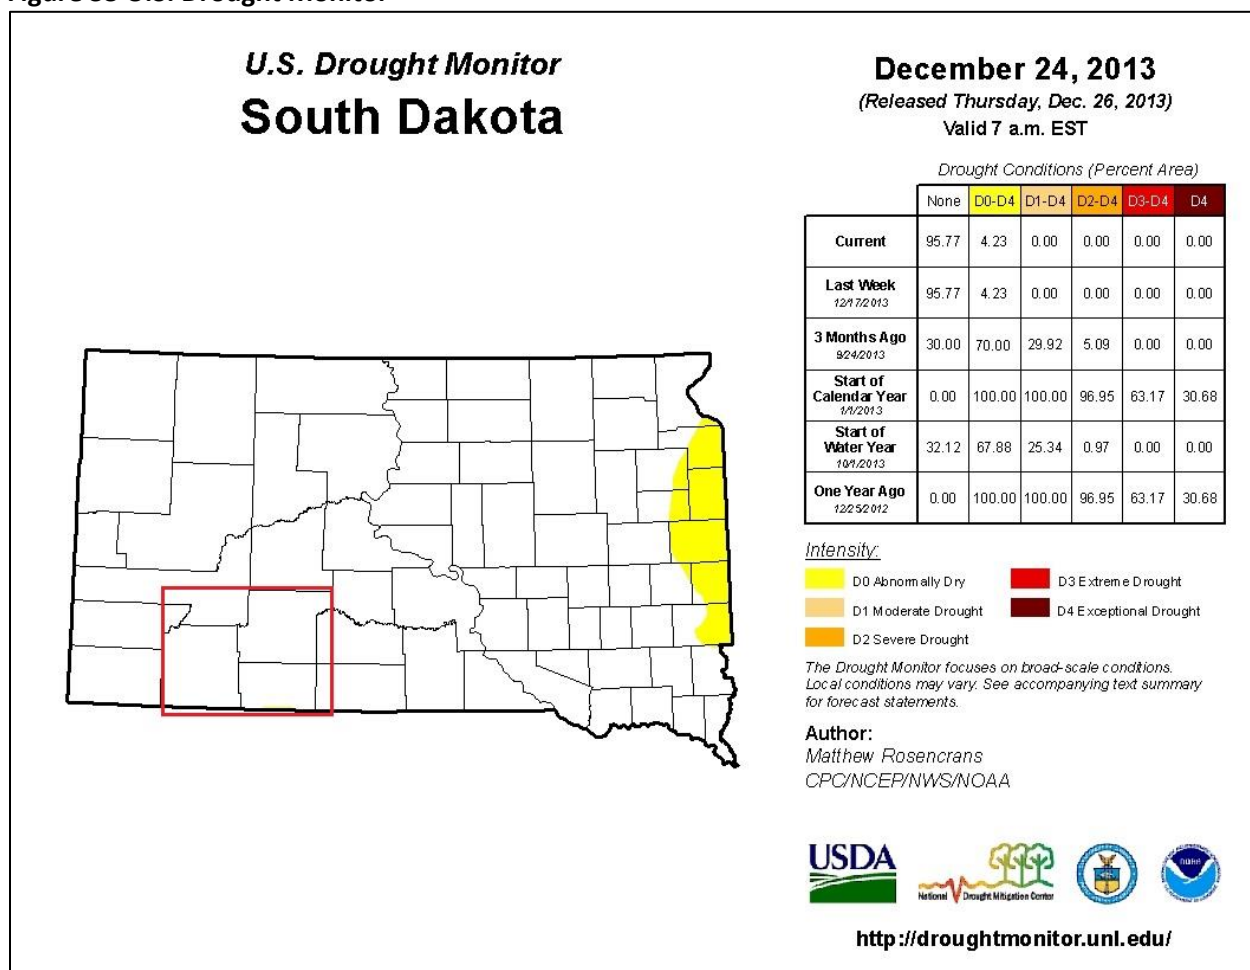 U.S. Drought Monitor
South Dakota
December 24, 2013
(Released Thursday, Dec. 26, 2013)
Valid 7 a.m. EST
Drought Conditions (Percent Area)
None D0-D4 D1-D4 D2-D4 D3-D4 D4
Current 95.77 4.23 0.00 0.00 0.00 0.00
Last Week
12/17/2013 95.77 4.23 0.00 0.00 0.00 0.00
3 Months Ago
9/24/2013 30.00 70.00 29.92 5.09 0.00 0.00
Start of
Calendar Year
1/1/2013 0.00 100.00 100.00 96.95 63.17 30.68
Start of
Water Year
10/1/2013 32.12 67.88 25.34 0.97 0.00 0.00
One Year Ago
12/25/2012 0.00 100.00 100.00 96.95 63.17 30.68
Intensity:
D0 Abnormally Dry
D1 Moderate Drought
D2 Severe Drought
D3 Extreme Drought
D4 Exceptional Drought
The Drought Monitor focuses on broad-scale conditions.
Local conditions may vary. See accompanying text summary
for forecast statements.
Author:
Matthew Rosencrans
CPC/NCEP/NWS/NOAA
USDA
National Drought Mitigation Center
http://droughtmonitor.unl.edu/